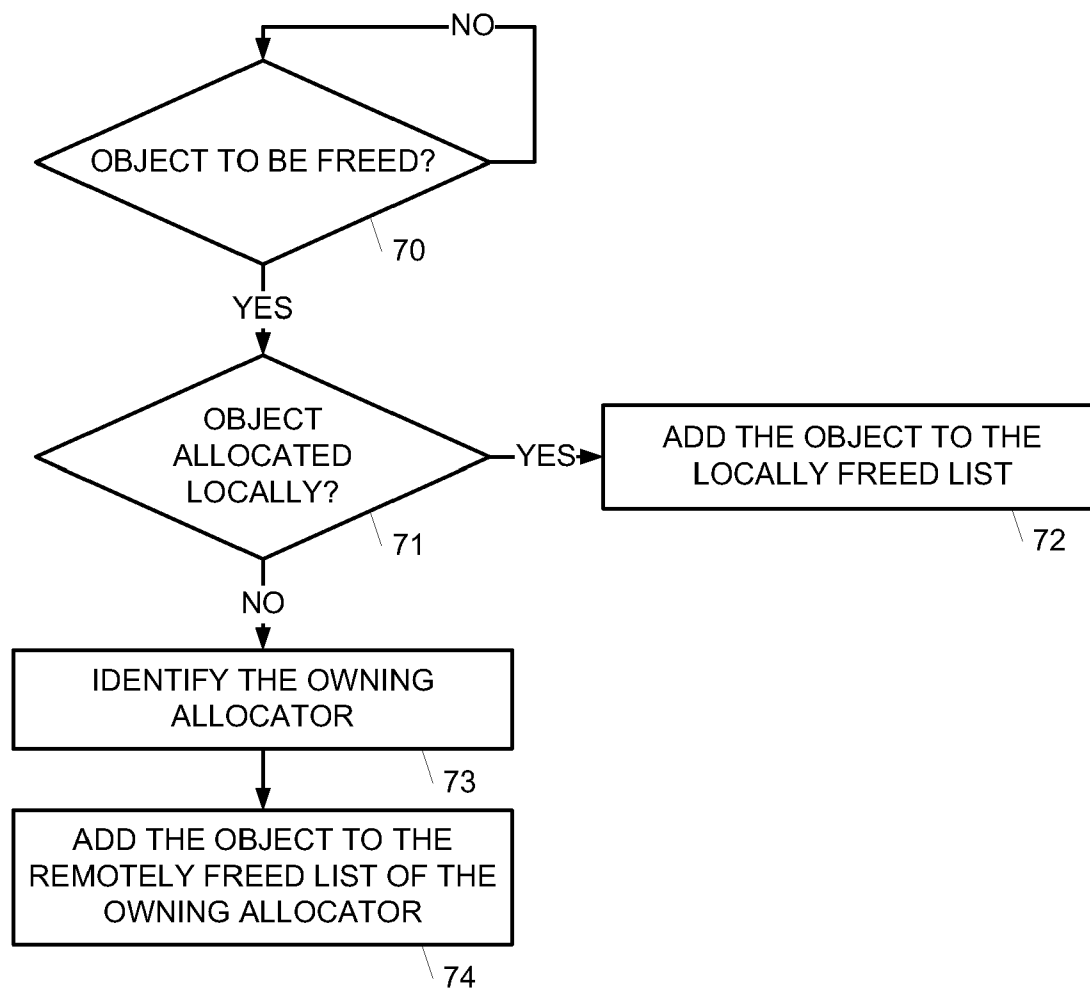 NO
OBJECT TO BE FREED?
70
YES
OBJECT
ALLOCATED
LOCALLY?
71
YES
ADD THE OBJECT TO THE
LOCALLY FREED LIST
72
NO
IDENTIFY THE OWNING
ALLOCATOR
73
ADD THE OBJECT TO THE
REMOTELY FREED LIST OF THE
OWNING ALLOCATOR
74